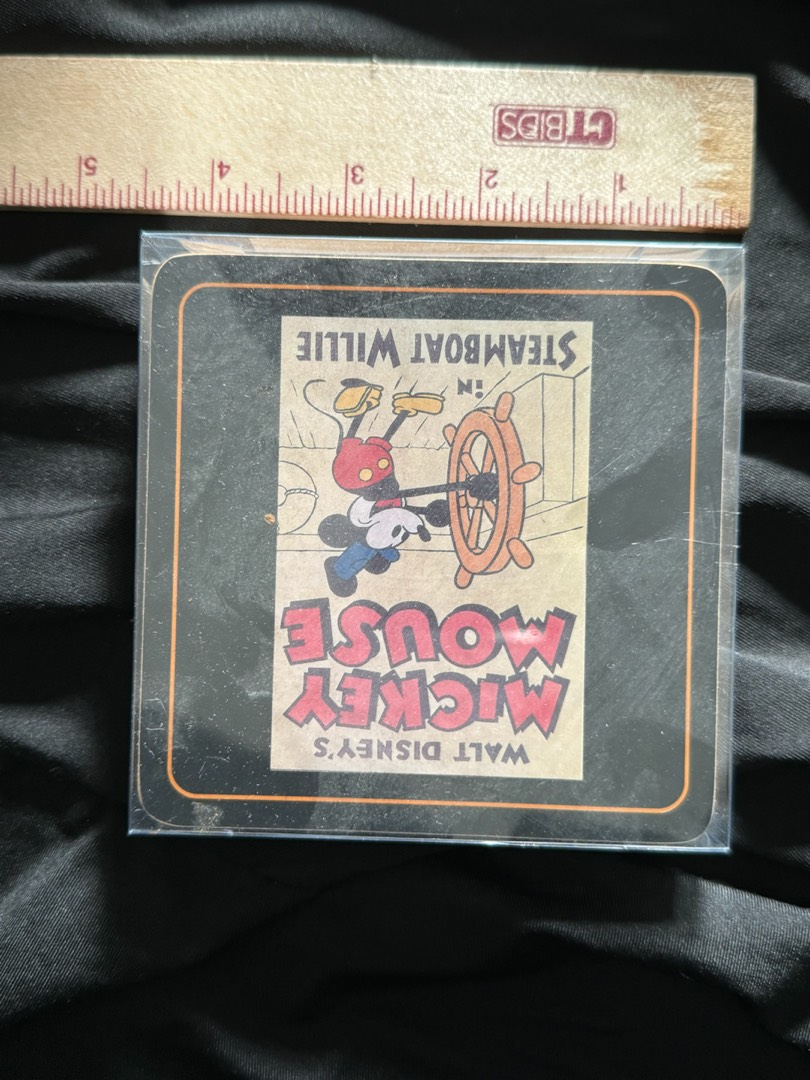 CTBIDS
1 2 3 4 5
WALT DISNEY'S
MICKEY
MOUSE
iN
STEAMBOAT WILLIE